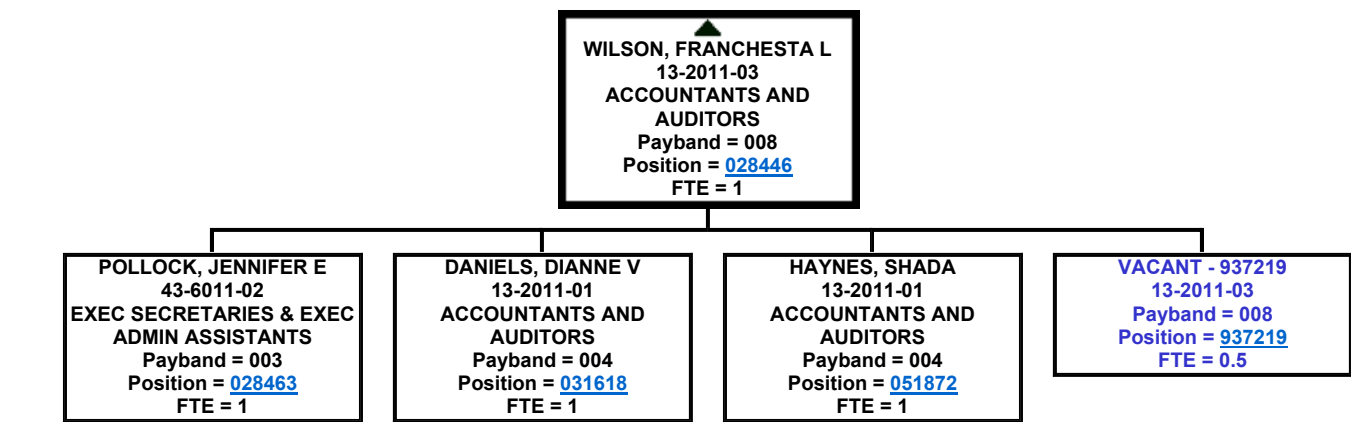 WILSON, FRANCHESTA L
13-2011-03
ACCOUNTANTS AND
AUDITORS
Payband = 008
Position = 028446
FTE = 1
POLLOCK, JENNIFER E
43-6011-02
EXEC SECRETARIES & EXEC
ADMIN ASSISTANTS
Payband = 003
Position = 028463
FTE = 1
DANIELS, DIANNE V
13-2011-01
ACCOUNTANTS AND
AUDITORS
Payband = 004
Position = 031618
FTE = 1
HAYNES, SHADA
13-2011-01
ACCOUNTANTS AND
AUDITORS
Payband = 004
Position = 051872
FTE = 1
VACANT - 937219
13-2011-03
Payband = 008
Position = 937219
FTE = 0.5